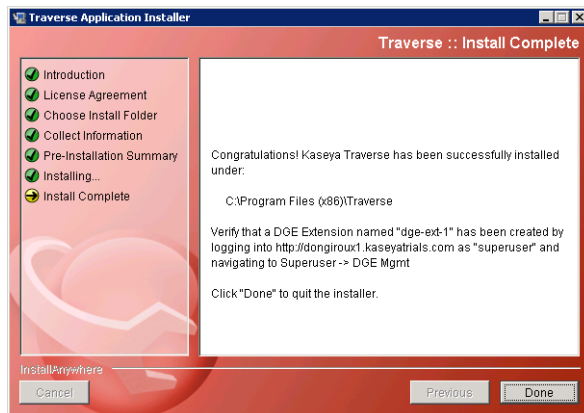 Traverse Application Installer
Traverse :: Install Complete
Introduction
License Agreement
Choose Install Folder
Collect Information
Pre-Installation Summary
Installing...
Install Complete
Congratulations! Kaseya Traverse has been successfully installed
under:
C:\Program Files (x86)\Traverse
Verify that a DGE Extension named "dge-ext-1" has been created by
logging into http://dongiroux1.kaseyatrials.com as "superuser" and
navigating to Superuser -> DGE Mgmt
Click "Done" to quit the installer.
InstallAnywhere
Cancel
Previous
Done